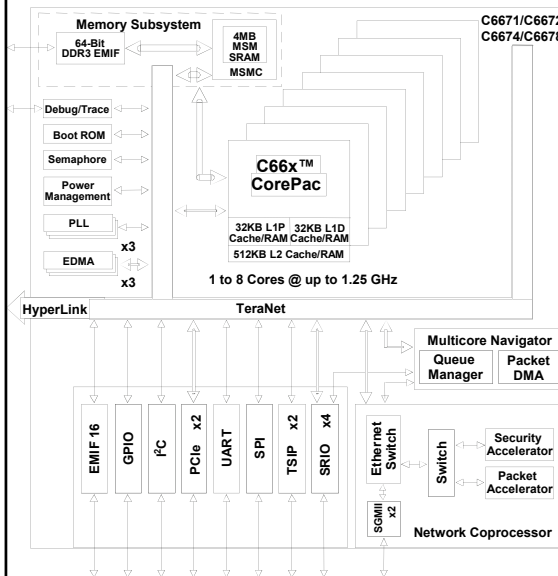 Memory Subsystem
C6671/C6672
C6674/C6678
64-Bit
DDR3 EMIF
4MB
MSM
SRAM
MSMC
Debug/Trace
Boot ROM
Semaphore
Power
Management
PLL
x3
EDMA
x3
C66x™
CorePac
32KB L1P
Cache/RAM
32KB L1D
Cache/RAM
512KB L2 Cache/RAM
1 to 8 Cores @ up to 1.25 GHz
HyperLink
TeraNet
Multicore Navigator
Queue
Manager
Packet
DMA
EMIF 16
GPIO
I²C
PCIe x2
UART
SPI
TSIP x2
SRIO x4
Ethernet
Switch
SGMII
x2
Switch
Security
Accelerator
Packet
Accelerator
Network Coprocessor